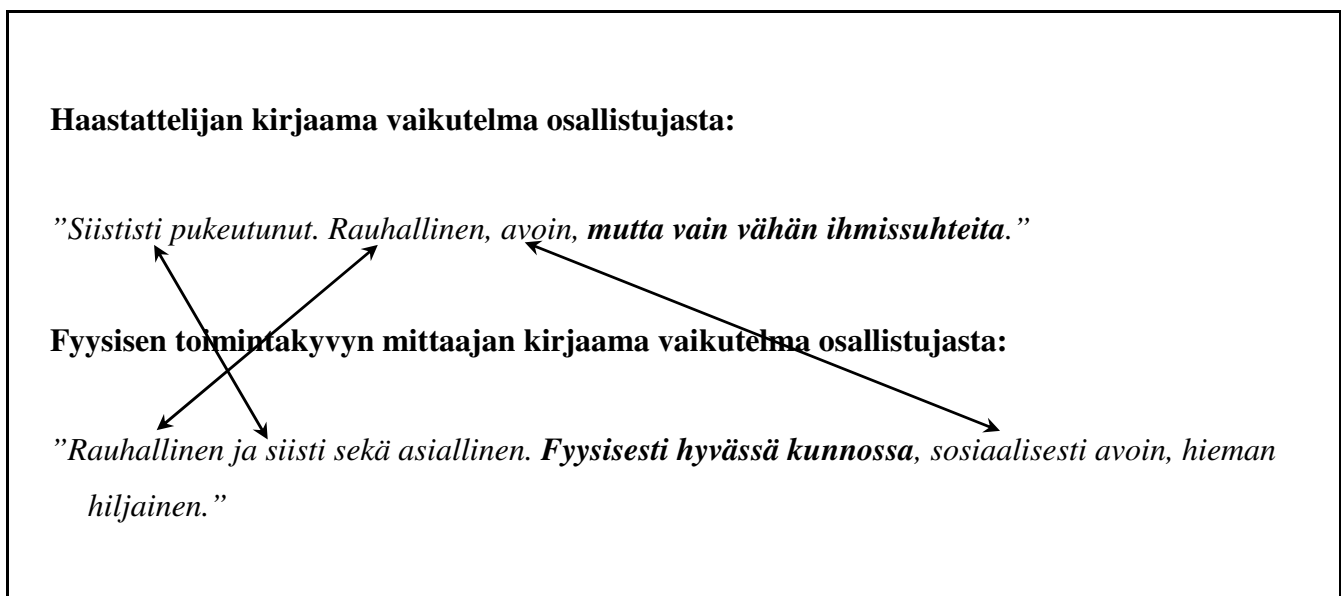 Haastattelijan kirjaama vaikutelma osallistujasta:
”Siististi pukeutunut. Rauhallinen, avoin, mutta vain vähän ihmissuhteita.”
Fyysisen toimintakyvyn mittaajan kirjaama vaikutelma osallistujasta:
”Rauhallinen ja siisti sekä asiallinen. Fyysisesti hyvässä kunnossa, sosiaalisesti avoin, hieman
hiljainen.”